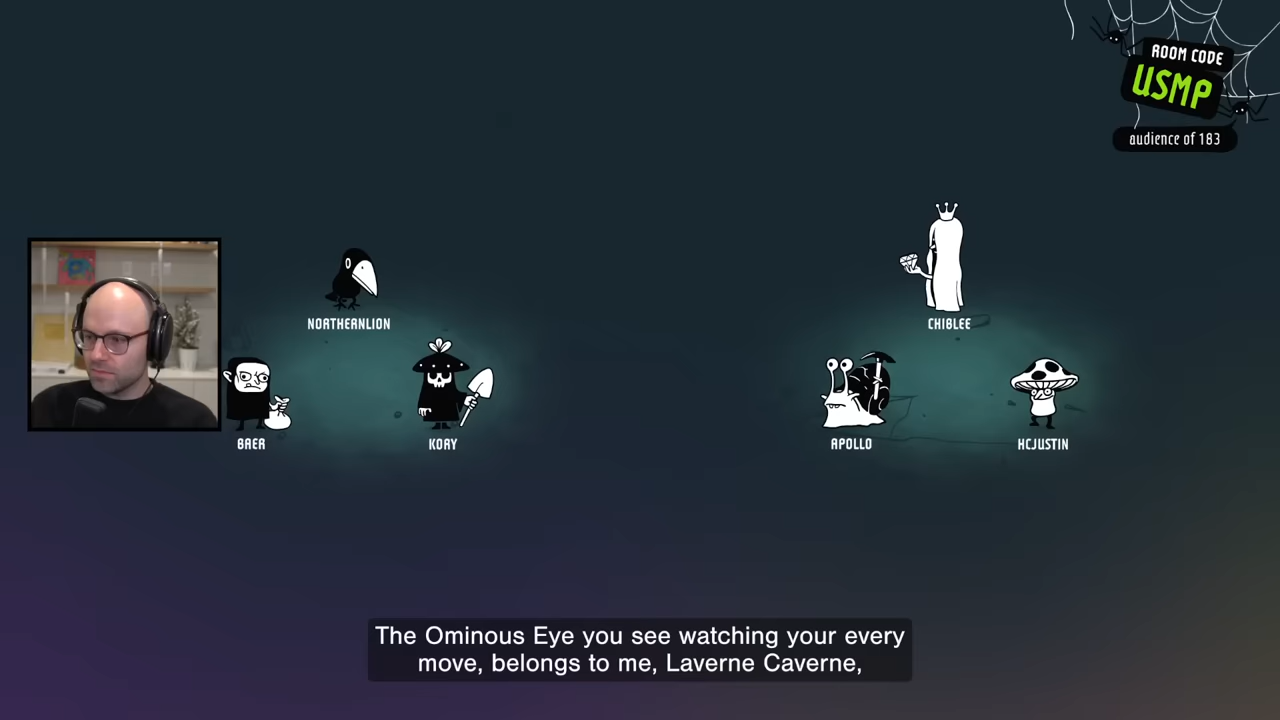 ROOM CODE
USMP
audience of 183
NORTHERNLION
CHIBLEE
BAER
KORY
APOLLO
HCJUSTIN
The Ominous Eye you see watching your every
move, belongs to me, Laverne Caverne,